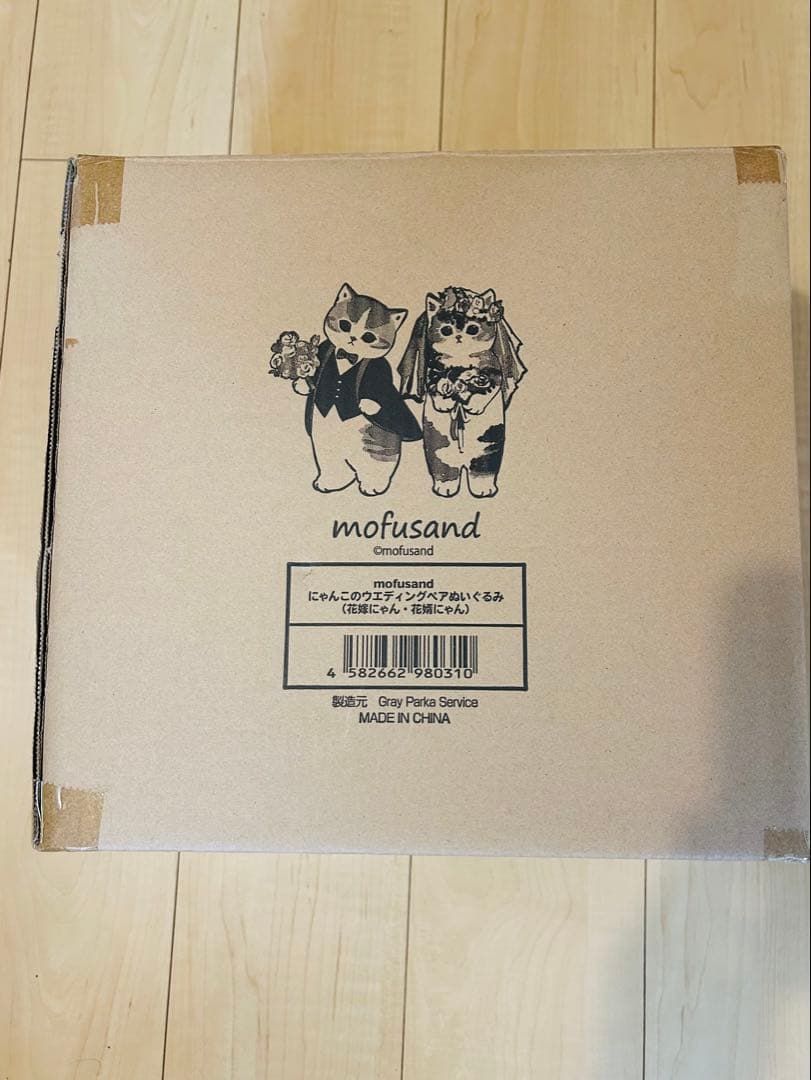 mofusand
©mofusand
mofusand
にゃんこのウエディングペアぬいぐるみ
(花嫁にゃん・花婿にゃん)
4 582662 980310
製造元 Gray Parka Service
MADE IN CHINA